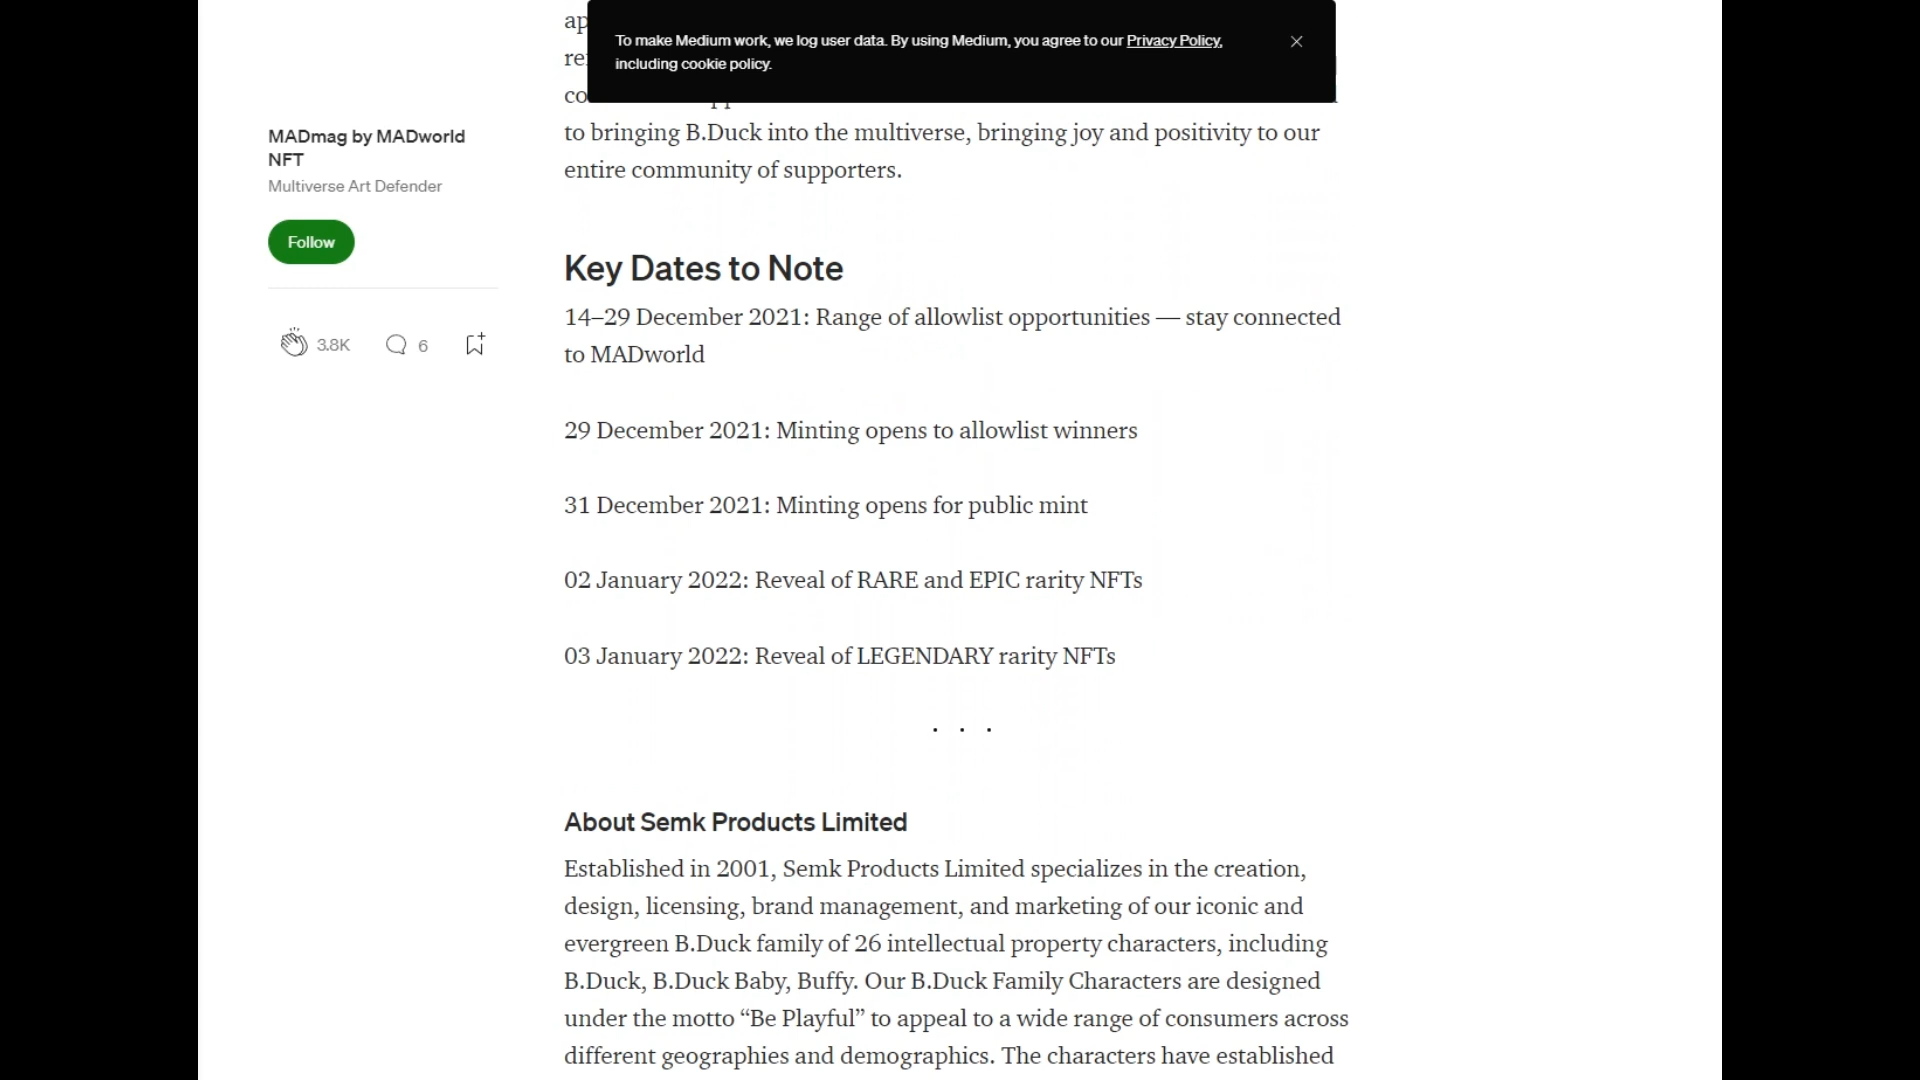 To make Medium work, we log user data. By using Medium, you agree to our Privacy Policy,
including cookie policy.
to bringing B.Duck into the multiverse, bringing joy and positivity to our
entire community of supporters.
MADmag by MADworld
NFT
Multiverse Art Defender
Follow
3.8K 6
Key Dates to Note
14–29 December 2021: Range of allowlist opportunities — stay connected
to MADworld
29 December 2021: Minting opens to allowlist winners
31 December 2021: Minting opens for public mint
02 January 2022: Reveal of RARE and EPIC rarity NFTs
03 January 2022: Reveal of LEGENDARY rarity NFTs
. . .
About Semk Products Limited
Established in 2001, Semk Products Limited specializes in the creation,
design, licensing, brand management, and marketing of our iconic and
evergreen B.Duck family of 26 intellectual property characters, including
B.Duck, B.Duck Baby, Buffy. Our B.Duck Family Characters are designed
under the motto “Be Playful” to appeal to a wide range of consumers across
different geographies and demographics. The characters have established